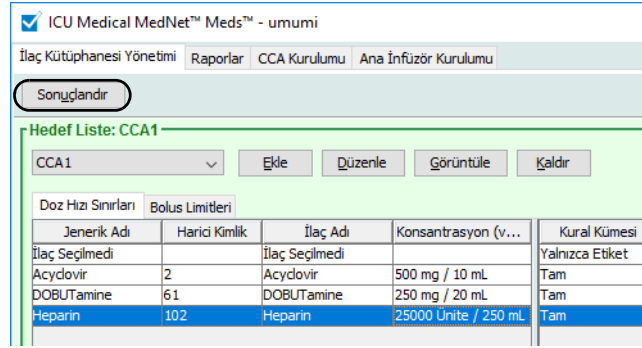 ICU Medical MedNet™ Meds™ - umumi
İlaç Kütüphanesi Yönetimi Raporlar CCA Kurulumu Ana İnfüzör Kurulumu
Sonuçlandır
Hedef Liste: CCA1
CCA1 Ekle Düzenle Görüntüle Kaldır
Doz Hızı Sınırları Bolus Limitleri
Jenerik Adı Harici Kimlik İlaç Adı Konsantrasyon (v... Kural Kümesi
İlaç Seçilmedi İlaç Seçilmedi Yalnızca Etiket
Acyclovir 2 Acyclovir 500 mg / 10 mL Tam
DOBUTamine 61 DOBUTamine 250 mg / 20 mL Tam
Heparin 102 Heparin 25000 Ünite / 250 mL Tam